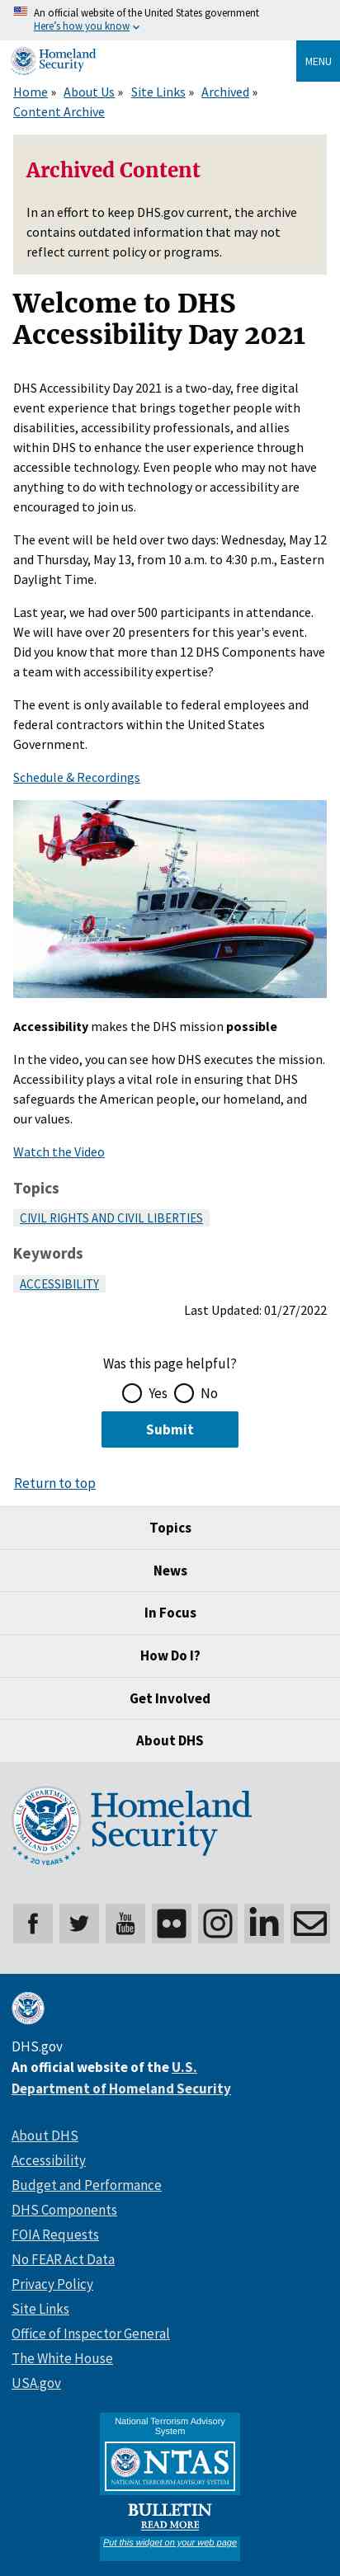 An official website of the United States government
Here's how you know
Homeland
Security
MENU
Home » About Us » Site Links » Archived »
Content Archive
Archived Content
In an effort to keep DHS.gov current, the archive
contains outdated information that may not
reflect current policy or programs.
Welcome to DHS
Accessibility Day 2021
DHS Accessibility Day 2021 is a two-day, free digital
event experience that brings together people with
disabilities, accessibility professionals, and allies
within DHS to enhance the user experience through
accessible technology. Even people who may not have
anything to do with technology or accessibility are
encouraged to join us.
The event will be held over two days: Wednesday, May 12
and Thursday, May 13, from 10 a.m. to 4:30 p.m., Eastern
Daylight Time.
Last year, we had over 500 participants in attendance.
We will have over 20 presenters for this year's event.
Did you know that more than 12 DHS Components have
a team with accessibility expertise?
The event is only available to federal employees and
federal contractors within the United States
Government.
Schedule & Recordings
Accessibility makes the DHS mission possible
In the video, you can see how DHS executes the mission.
Accessibility plays a vital role in ensuring that DHS
safeguards the American people, our homeland, and
our values.
Watch the Video
Topics
CIVIL RIGHTS AND CIVIL LIBERTIES
Keywords
ACCESSIBILITY
Last Updated: 01/27/2022
Was this page helpful?
Yes No
Submit
Return to top
Topics
News
In Focus
How Do I?
Get Involved
About DHS
U.S. DEPARTMENT OF HOMELAND SECURITY
20 YEARS
Homeland
Security
You
Tube
DHS.gov
An official website of the U.S.
Department of Homeland Security
About DHS
Accessibility
Budget and Performance
DHS Components
FOIA Requests
No FEAR Act Data
Privacy Policy
Site Links
Office of Inspector General
The White House
USA.gov
National Terrorism Advisory
System
NTAS
NATIONAL TERRORISM ADVISORY SYSTEM
BULLETIN
READ MORE
Put this widget on your web page